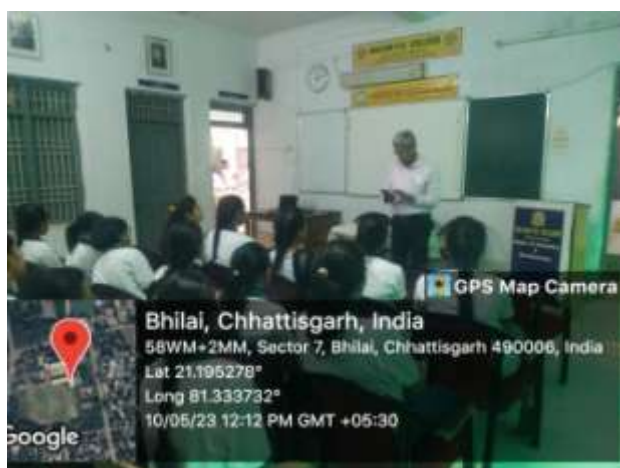 GPS Map Camera
Bhilai, Chhattisgarh, India
58WM+2MM, Sector 7, Bhilai, Chhattisgarh 490006, India
Lat 21.195278°
Long 81.333732°
10/05/23 12:12 PM GMT +05:30
Google